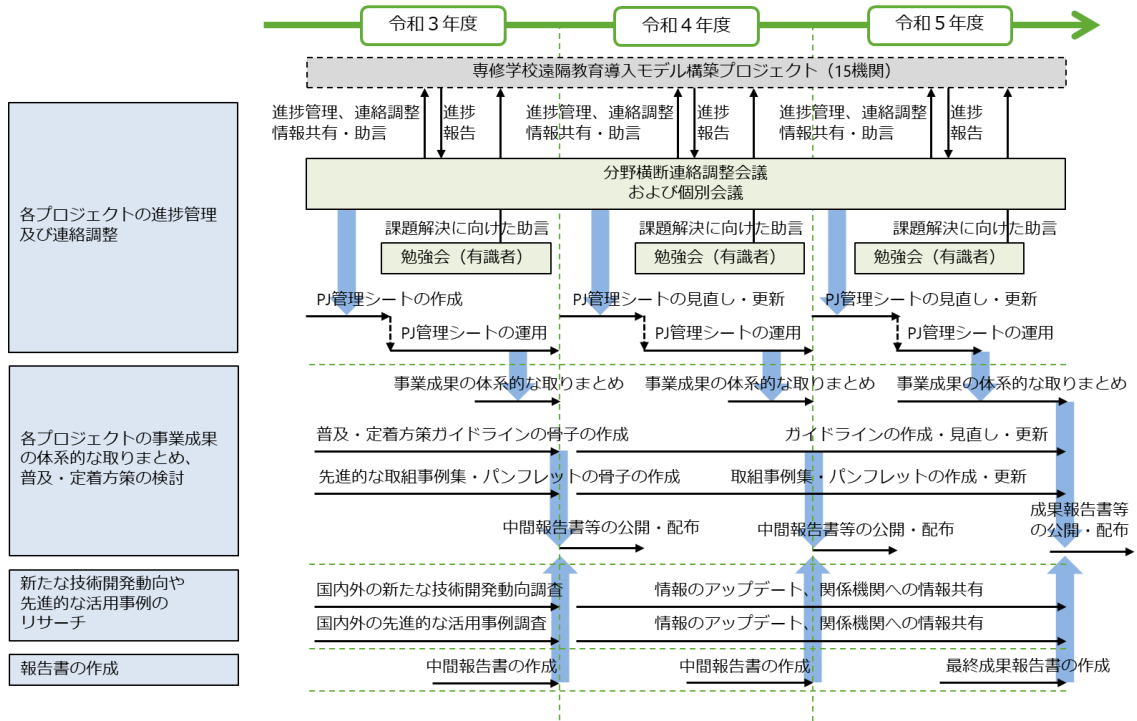 令和３年度
令和４年度
令和５年度
専修学校遠隔教育導入モデル構築プロジェクト（15機関）
各プロジェクトの進捗管理
及び連絡調整
進捗管理、連絡調整
情報共有・助言
進捗
報告
進捗管理、連絡調整
情報共有・助言
進捗
報告
進捗管理、連絡調整
情報共有・助言
進捗
報告
分野横断連絡調整会議
および個別会議
課題解決に向けた助言
課題解決に向けた助言
課題解決に向けた助言
勉強会（有識者）
勉強会（有識者）
勉強会（有識者）
PJ管理シートの作成
PJ管理シートの見直し・更新
PJ管理シートの見直し・更新
PJ管理シートの運用
PJ管理シートの運用
PJ管理シートの運用
各プロジェクトの事業成果
の体系的な取りまとめ、
普及・定着方策の検討
事業成果の体系的な取りまとめ
事業成果の体系的な取りまとめ
事業成果の体系的な取りまとめ
普及・定着方策ガイドラインの骨子の作成
ガイドラインの作成・見直し・更新
先進的な取組事例集・パンフレットの骨子の作成
取組事例集・パンフレットの作成・更新
中間報告書等の公開・配布
中間報告書等の公開・配布
成果報告書等
の公開・配布
新たな技術開発動向や
先進的な活用事例の
リサーチ
国内外の新たな技術開発動向調査
情報のアップデート、関係機関への情報共有
国内外の先進的な活用事例調査
情報のアップデート、関係機関への情報共有
報告書の作成
中間報告書の作成
中間報告書の作成
最終成果報告書の作成